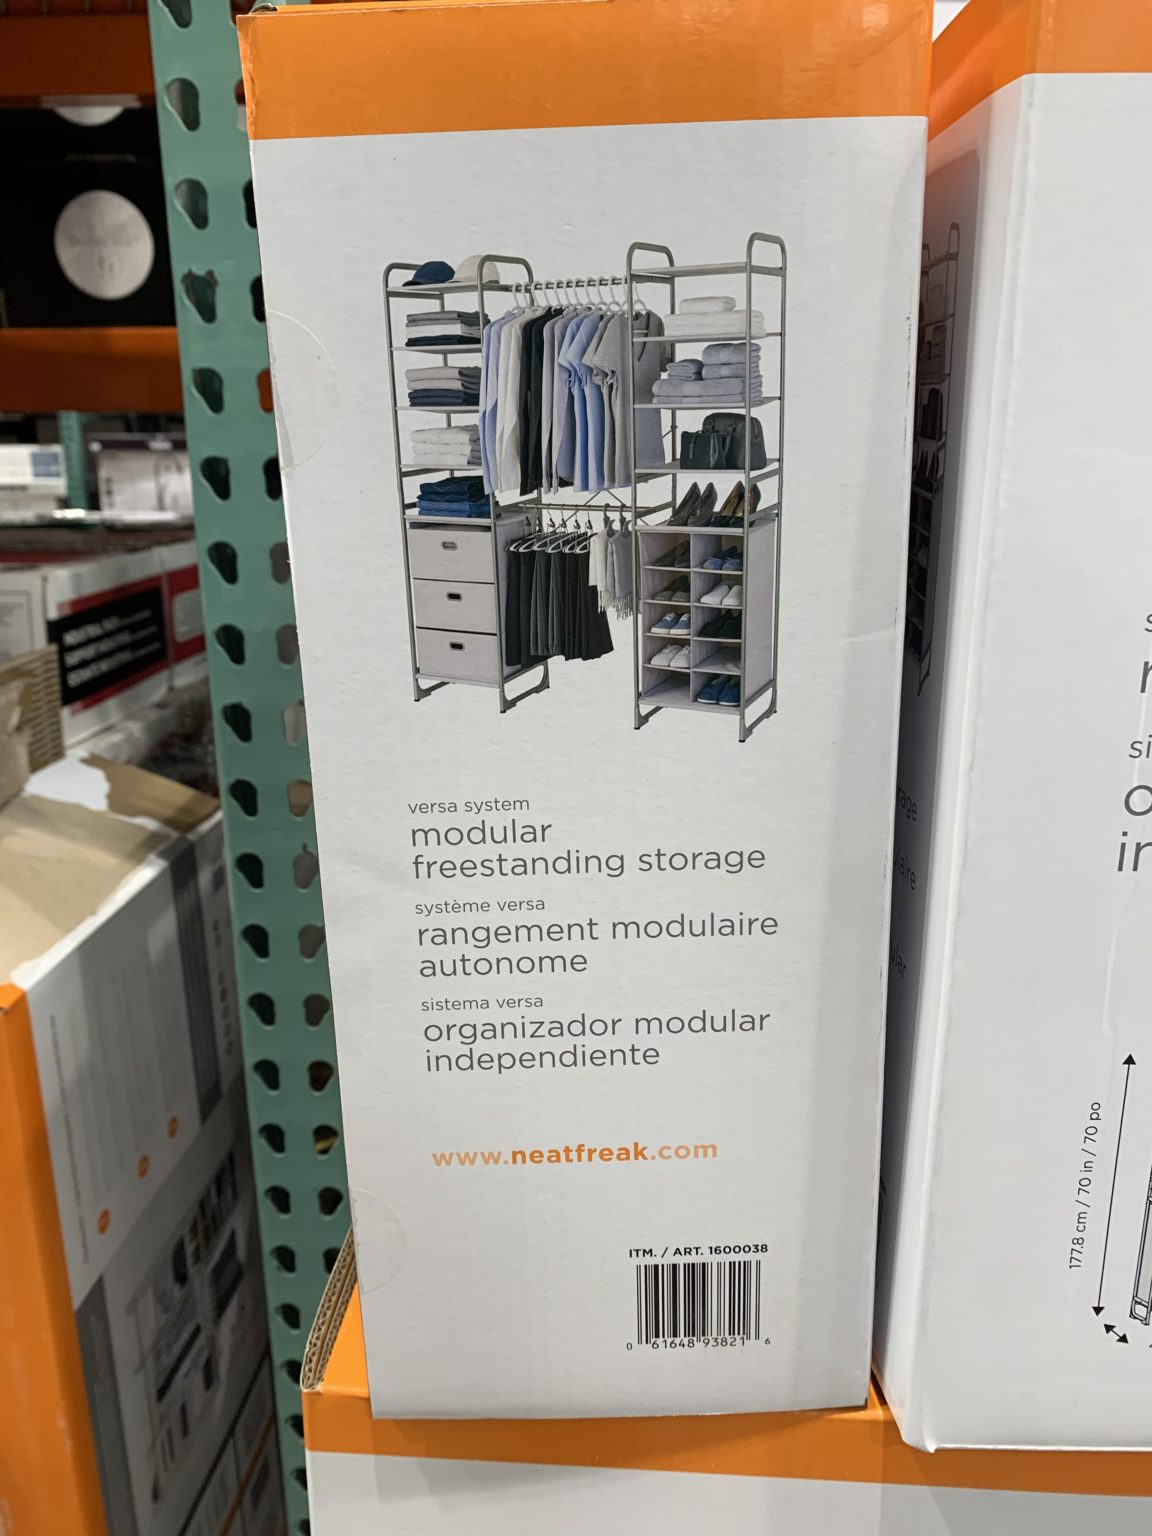 versa system
modular
freestanding storage
système versa
rangement modulaire
autonome
sistema versa
organizador modular
independiente
www.neatfreak.com
ITM. / ART. 1600038
0 61648 93821 6
177.8 cm / 70 in / 70 po